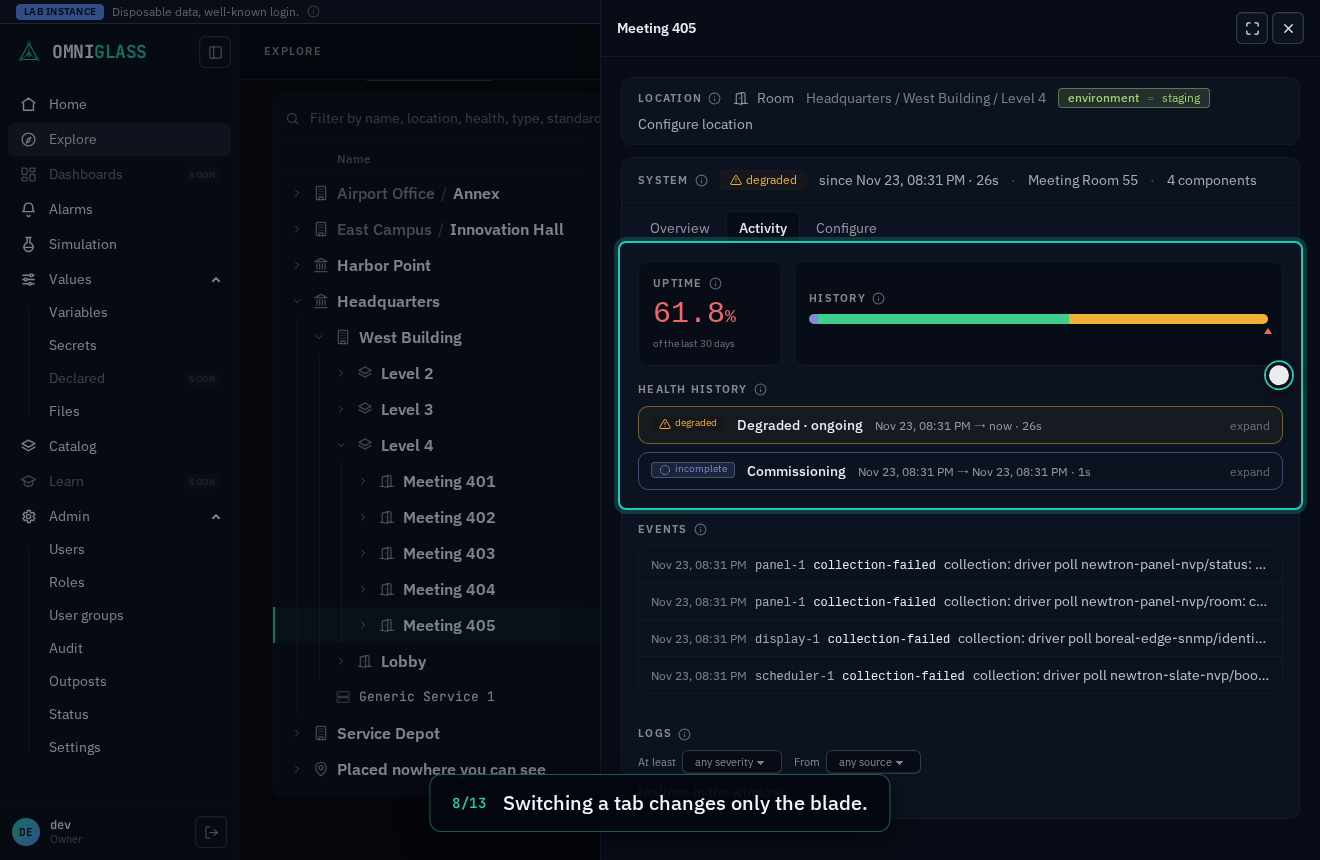 LAB INSTANCE Disposable data, well-known login.
OMNIGLASS
Home
Explore
Dashboards SOON
Alarms
Simulation
Values
Variables
Secrets
Declared SOON
Files
Catalog
Learn SOON
Admin
Users
Roles
User groups
Audit
Outposts
Status
Settings
DE dev
Owner
EXPLORE
Filter by name, location, health, type, standard
Name
Airport Office / Annex
East Campus / Innovation Hall
Harbor Point
Headquarters
West Building
Level 2
Level 3
Level 4
Meeting 401
Meeting 402
Meeting 403
Meeting 404
Meeting 405
Lobby
Generic Service 1
Service Depot
Placed nowhere you can see
Meeting 405
LOCATION Room Headquarters / West Building / Level 4 environment = staging
Configure location
SYSTEM degraded since Nov 23, 08:31 PM · 26s · Meeting Room 55 · 4 components
Overview Activity Configure
UPTIME
61.8%
of the last 30 days
HISTORY
HEALTH HISTORY
degraded Degraded · ongoing Nov 23, 08:31 PM → now · 26s expand
incomplete Commissioning Nov 23, 08:31 PM → Nov 23, 08:31 PM · 1s expand
EVENTS
Nov 23, 08:31 PM panel-1 collection-failed collection: driver poll newtron-panel-nvp/status: ...
Nov 23, 08:31 PM panel-1 collection-failed collection: driver poll newtron-panel-nvp/room: c...
Nov 23, 08:31 PM display-1 collection-failed collection: driver poll boreal-edge-snmp/identi...
Nov 23, 08:31 PM scheduler-1 collection-failed collection: driver poll newtron-slate-nvp/boo...
LOGS
At least any severity From any source
No lines in the window
8/13 Switching a tab changes only the blade.